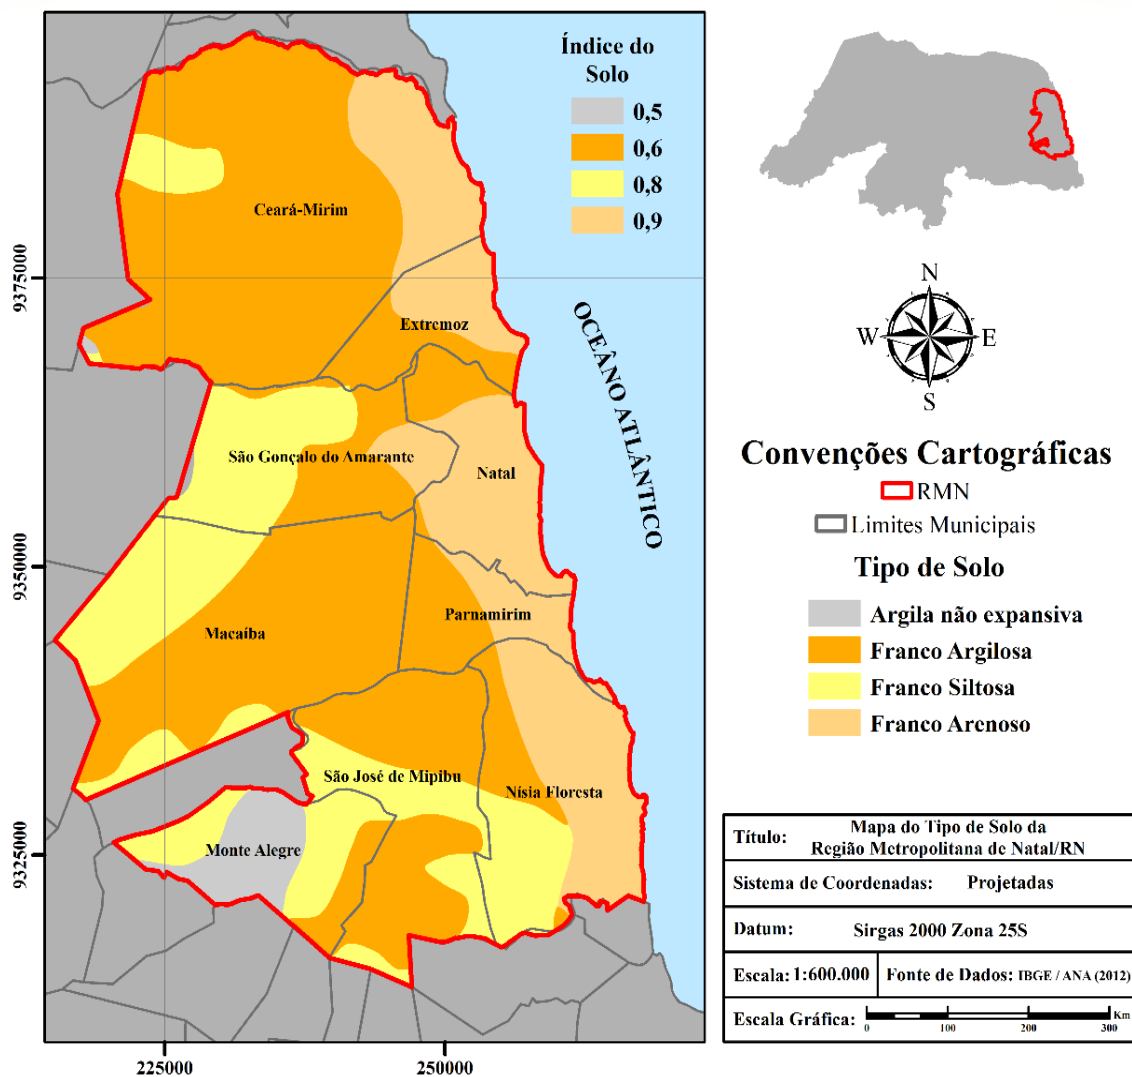 Índice do
Solo
0,5
0,6
0,8
0,9
Ceará-Mirim
Extremoz
São Gonçalo do Amarante
Natal
Macaíba
Parnamirim
São José de Mipibu
Nísia Floresta
Monte Alegre
OCEÂNO ATLÂNTICO
9375000
9350000
9325000
225000
250000
N
W
E
S
Convenções Cartográficas
RMN
Limites Municipais
Tipo de Solo
Argila não expansiva
Franco Argilosa
Franco Siltosa
Franco Arenoso
Título: Mapa do Tipo de Solo da
Região Metropolitana de Natal/RN
Sistema de Coordenadas: Projetadas
Datum: Sirgas 2000 Zona 25S
Escala: 1:600.000 Fonte de Dados: IBGE / ANA (2012)
Escala Gráfica: 0 100 200 300 Km